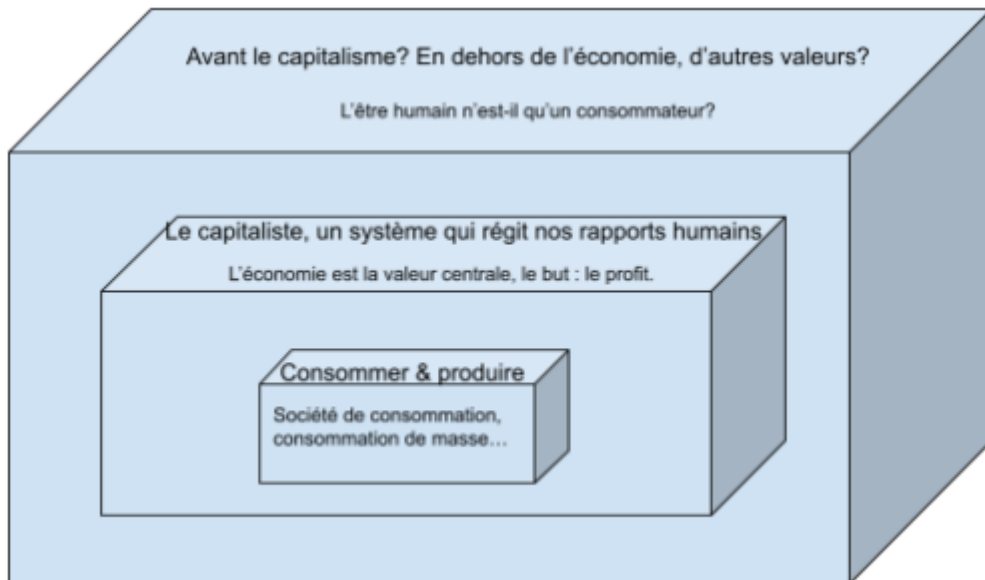 Avant le capitalisme? En dehors de l'économie, d'autres valeurs?
L'être humain n'est-il qu'un consommateur?
Le capitaliste, un système qui régit nos rapports humains
L'économie est la valeur centrale, le but : le profit.
Consommer & produire
Société de consommation,
consommation de masse…